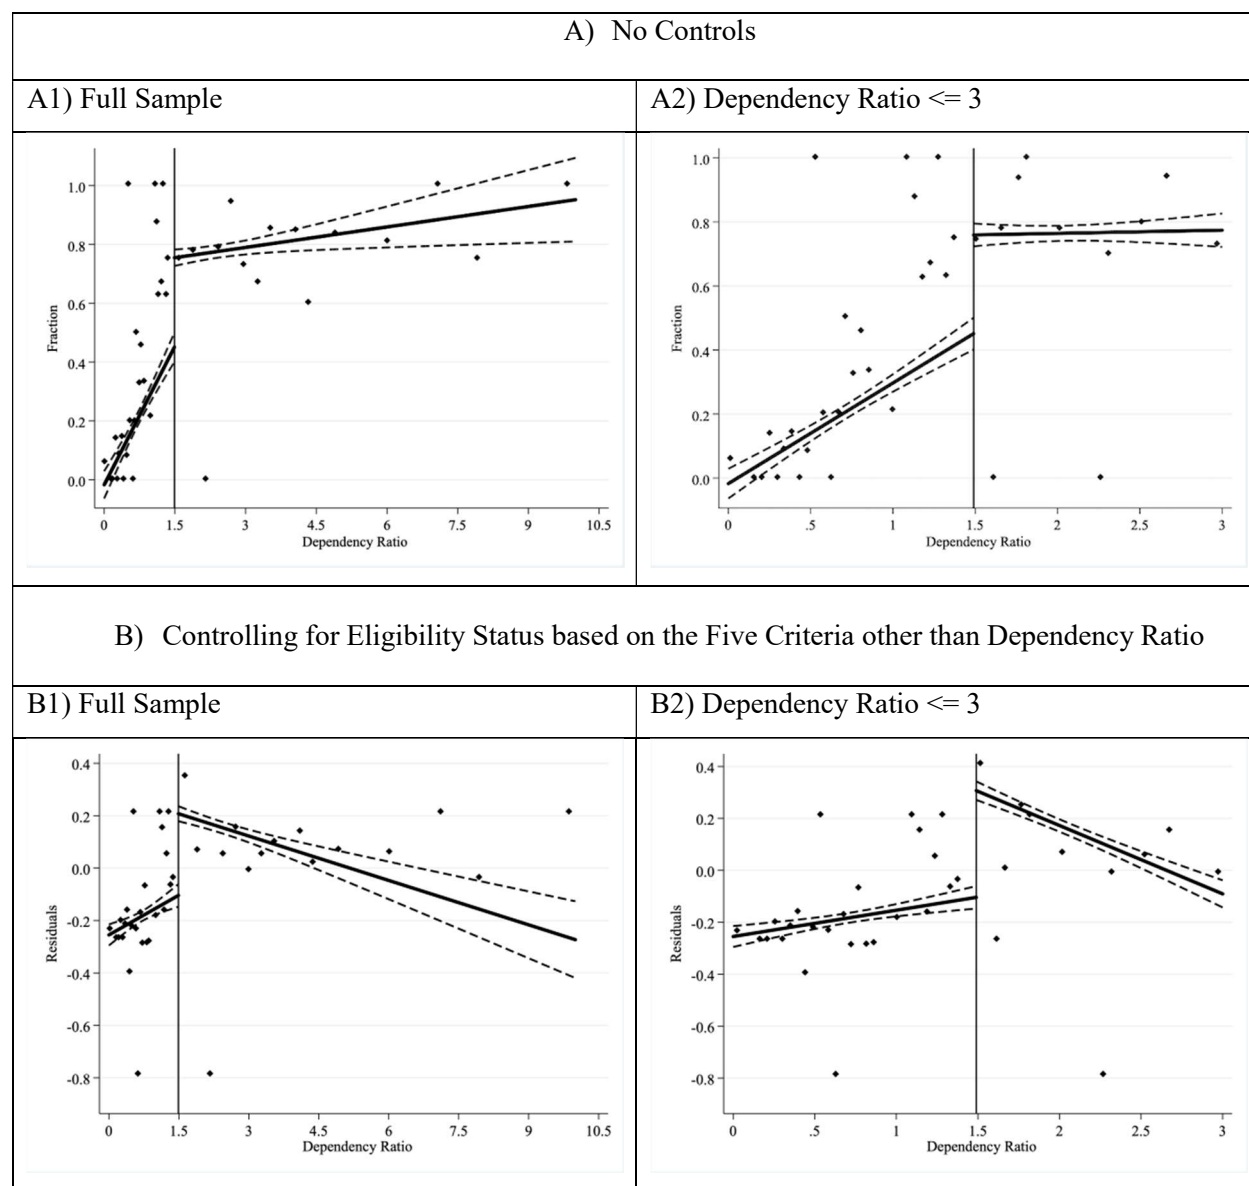 A) No Controls
A1) Full Sample
A2) Dependency Ratio <= 3
1.0
0.8
0.6
0.4
0.2
0.0
Fraction
0 1.5 3 4.5 6 7.5 9 10.5
Dependency Ratio
1.0
0.8
0.6
0.4
0.2
0.0
Fraction
0 .5 1 1.5 2 2.5 3
Dependency Ratio
B) Controlling for Eligibility Status based on the Five Criteria other than Dependency Ratio
B1) Full Sample
B2) Dependency Ratio <= 3
0.4
0.2
0.0
-0.2
-0.4
-0.6
-0.8
Residuals
0 1.5 3 4.5 6 7.5 9 10.5
Dependency Ratio
0.4
0.2
0.0
-0.2
-0.4
-0.6
-0.8
Residuals
0 .5 1 1.5 2 2.5 3
Dependency Ratio